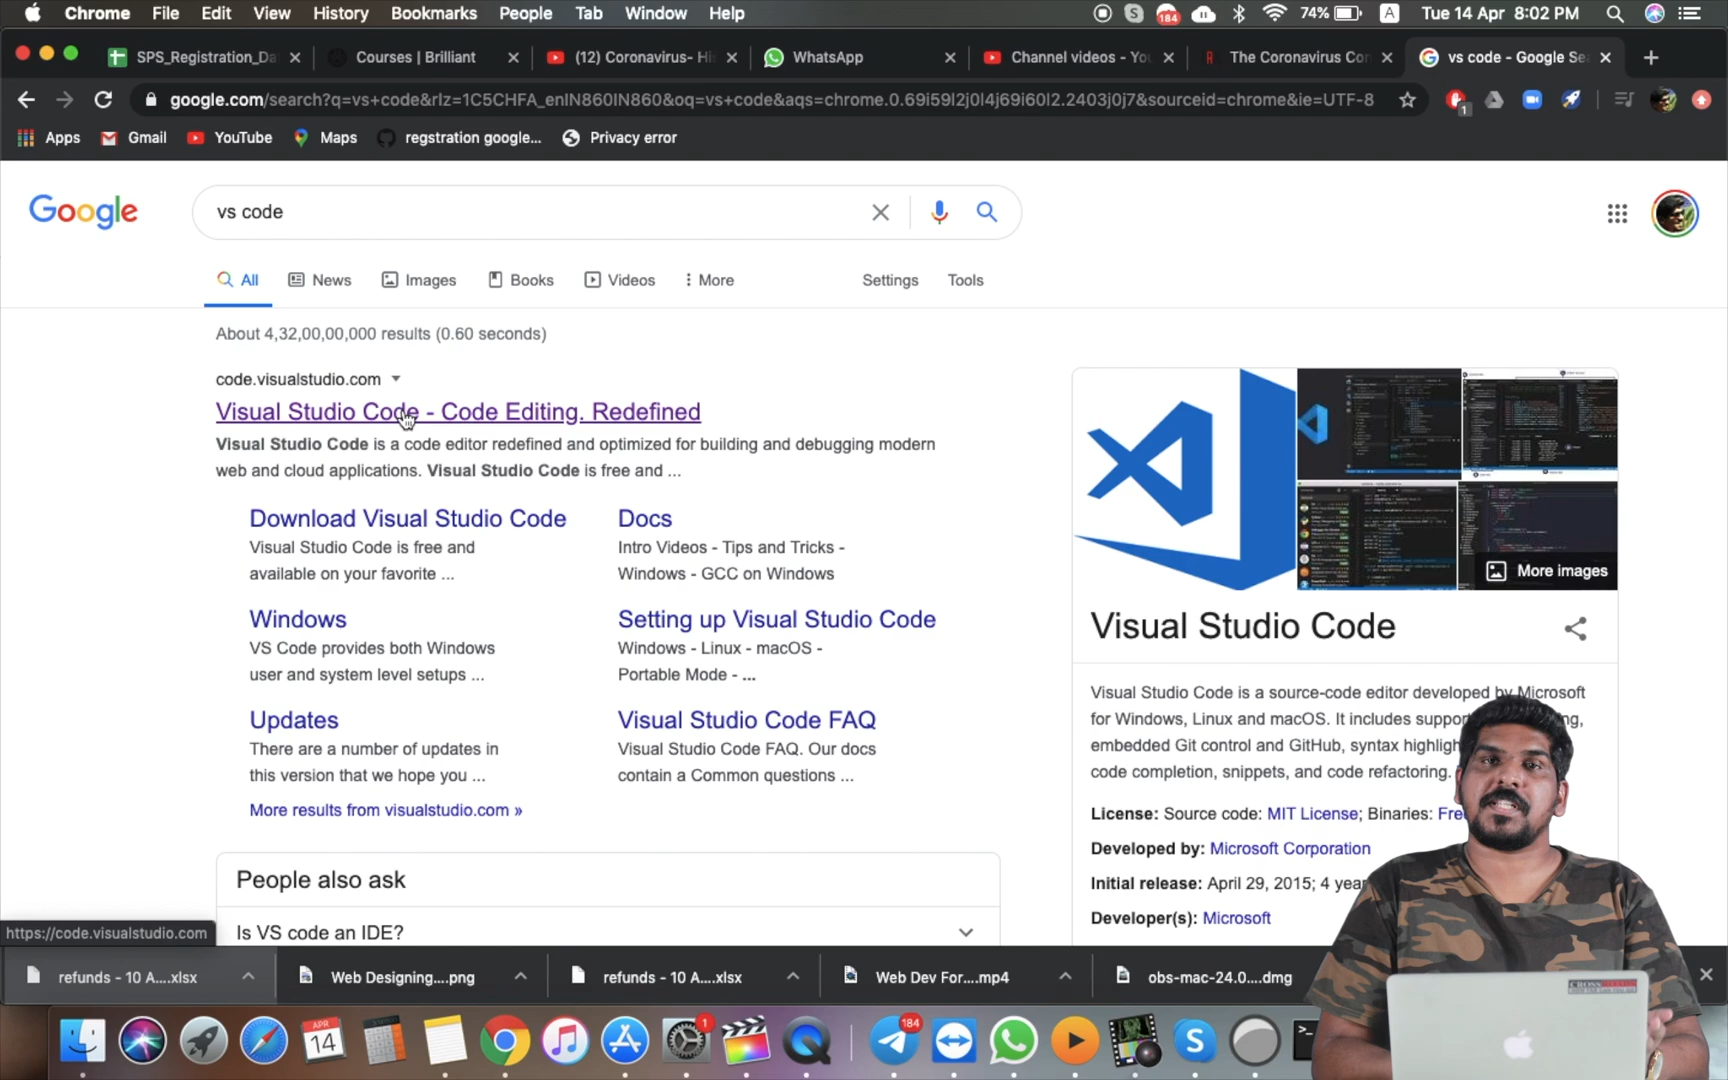 Chrome File Edit View History Bookmarks People Tab Window Help
184 74% A Tue 14 Apr 8:02 PM
SPS_Registration_Da
Courses | Brilliant
(12) Coronavirus- His
WhatsApp
Channel videos - You
The Coronavirus Con
vs code - Google Sea
google.com/search?q=vs+code&rlz=1C5CHFA_enIN860IN860&oq=vs+code&aqs=chrome.0.69i59l2j0l4j69i60l2.2403j0j7&sourceid=chrome&ie=UTF-8
1
Apps Gmail YouTube Maps regstration google... Privacy error
Google
vs code
All News Images Books Videos More Settings Tools
About 4,32,00,00,000 results (0.60 seconds)
code.visualstudio.com
Visual Studio Code - Code Editing. Redefined
Visual Studio Code is a code editor redefined and optimized for building and debugging modern
web and cloud applications. Visual Studio Code is free and ...
Download Visual Studio Code
Visual Studio Code is free and
available on your favorite ...
Docs
Intro Videos - Tips and Tricks -
Windows - GCC on Windows
Windows
VS Code provides both Windows
user and system level setups ...
Setting up Visual Studio Code
Windows - Linux - macOS -
Portable Mode - ...
Updates
There are a number of updates in
this version that we hope you ...
Visual Studio Code FAQ
Visual Studio Code FAQ. Our docs
contain a Common questions ...
More results from visualstudio.com »
People also ask
Is VS code an IDE?
More images
Visual Studio Code
Visual Studio Code is a source-code editor developed by Microsoft
for Windows, Linux and macOS. It includes suppor ng,
embedded Git control and GitHub, syntax highligh
code completion, snippets, and code refactoring.
License: Source code: MIT License; Binaries: Fre
Developed by: Microsoft Corporation
Initial release: April 29, 2015; 4 year
Developer(s): Microsoft
https://code.visualstudio.com
refunds - 10 A....xlsx
Web Designing....png
refunds - 10 A....xlsx
Web Dev For....mp4
obs-mac-24.0....dmg
APR
14
1
184